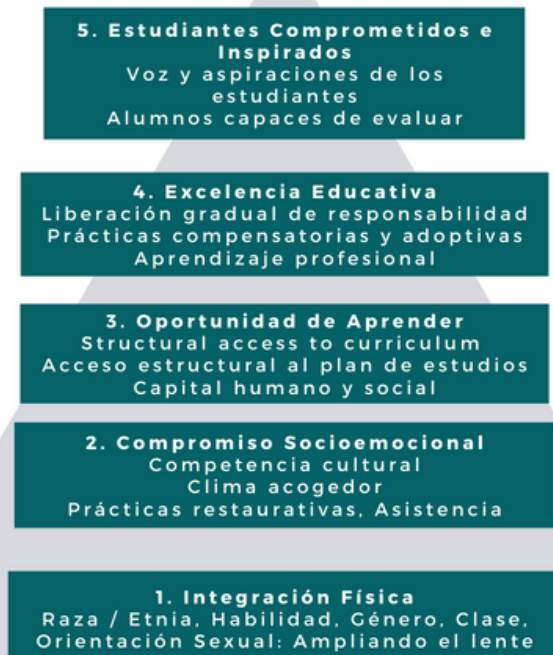 5. Estudiantes Comprometidos e
Inspirados
Voz y aspiraciones de los
estudiantes
Alumnos capaces de evaluar
4. Excelencia Educativa
Liberación gradual de responsabilidad
Prácticas compensatorias y adoptivas
Aprendizaje profesional
3. Oportunidad de Aprender
Structural access to curriculum
Acceso estructural al plan de estudios
Capital humano y social
2. Compromiso Socioemocional
Competencia cultural
Clima acogedor
Prácticas restaurativas, Asistencia
1. Integración Física
Raza / Etnia, Habilidad, Género, Clase,
Orientación Sexual: Ampliando el lente